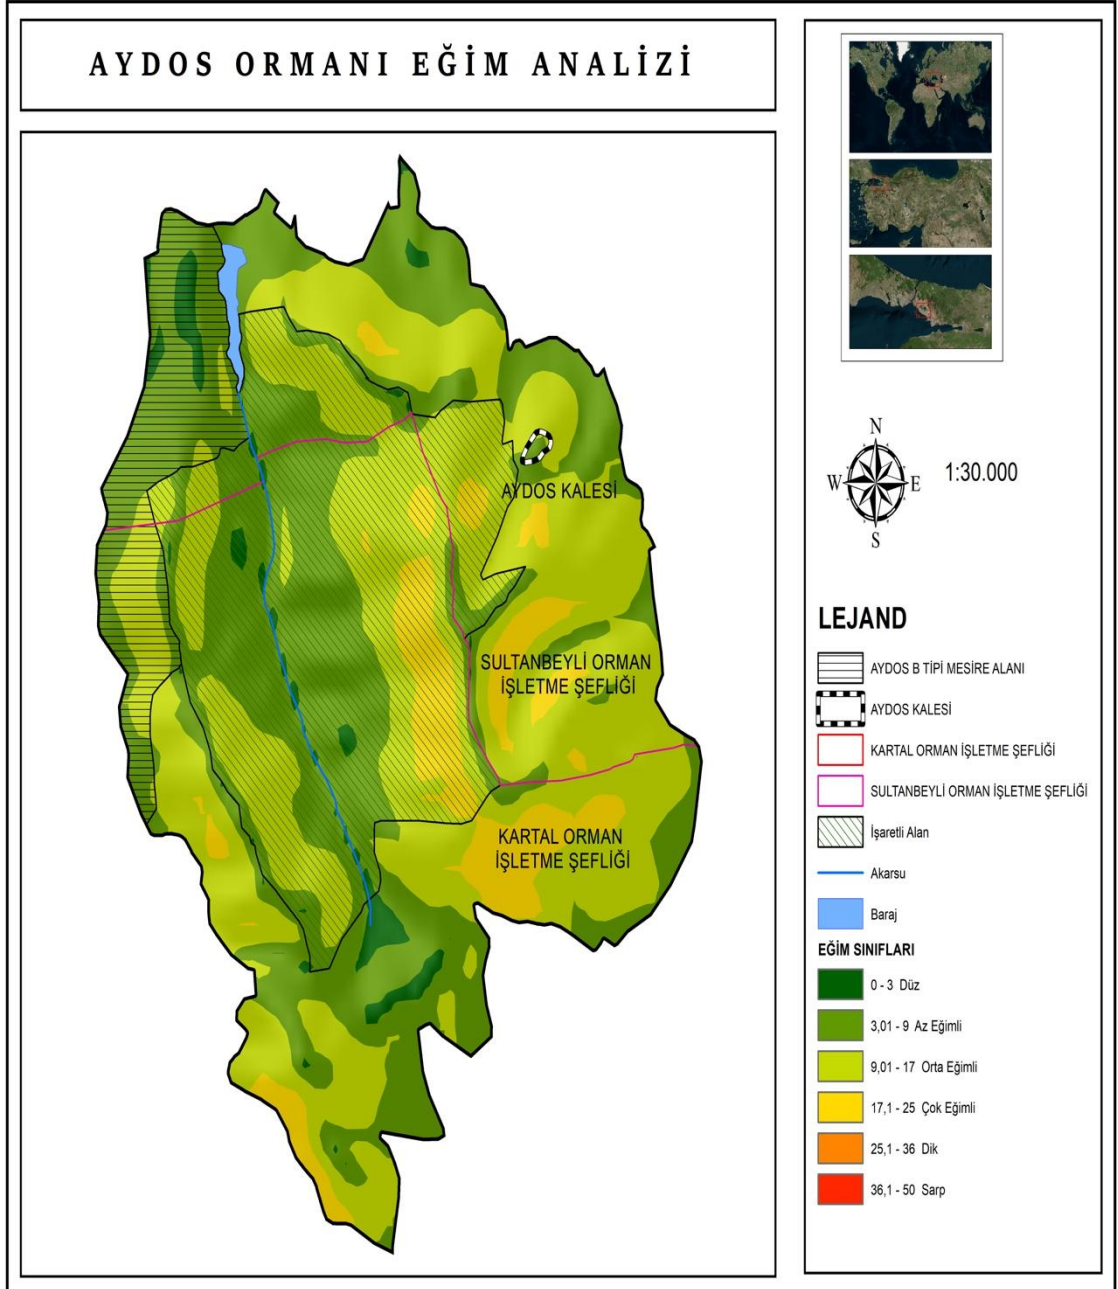 AYDOS ORMANI EĞİM ANALİZİ
AYDOS KALESİ
SULTANBEYLİ ORMAN
İŞLETME ŞEFLİĞİ
KARTAL ORMAN
İŞLETME ŞEFLİĞİ
N
W
E
S
1:30.000
LEJAND
AYDOS B TİPİ MESİRE ALANI
AYDOS KALESİ
KARTAL ORMAN İŞLETME ŞEFLİĞİ
SULTANBEYLİ ORMAN İŞLETME ŞEFLİĞİ
İşaretli Alan
Akarsu
Baraj
EĞİM SINIFLARI
0 - 3 Düz
3,01 - 9 Az Eğimli
9,01 - 17 Orta Eğimli
17,1 - 25 Çok Eğimli
25,1 - 36 Dik
36,1 - 50 Sarp